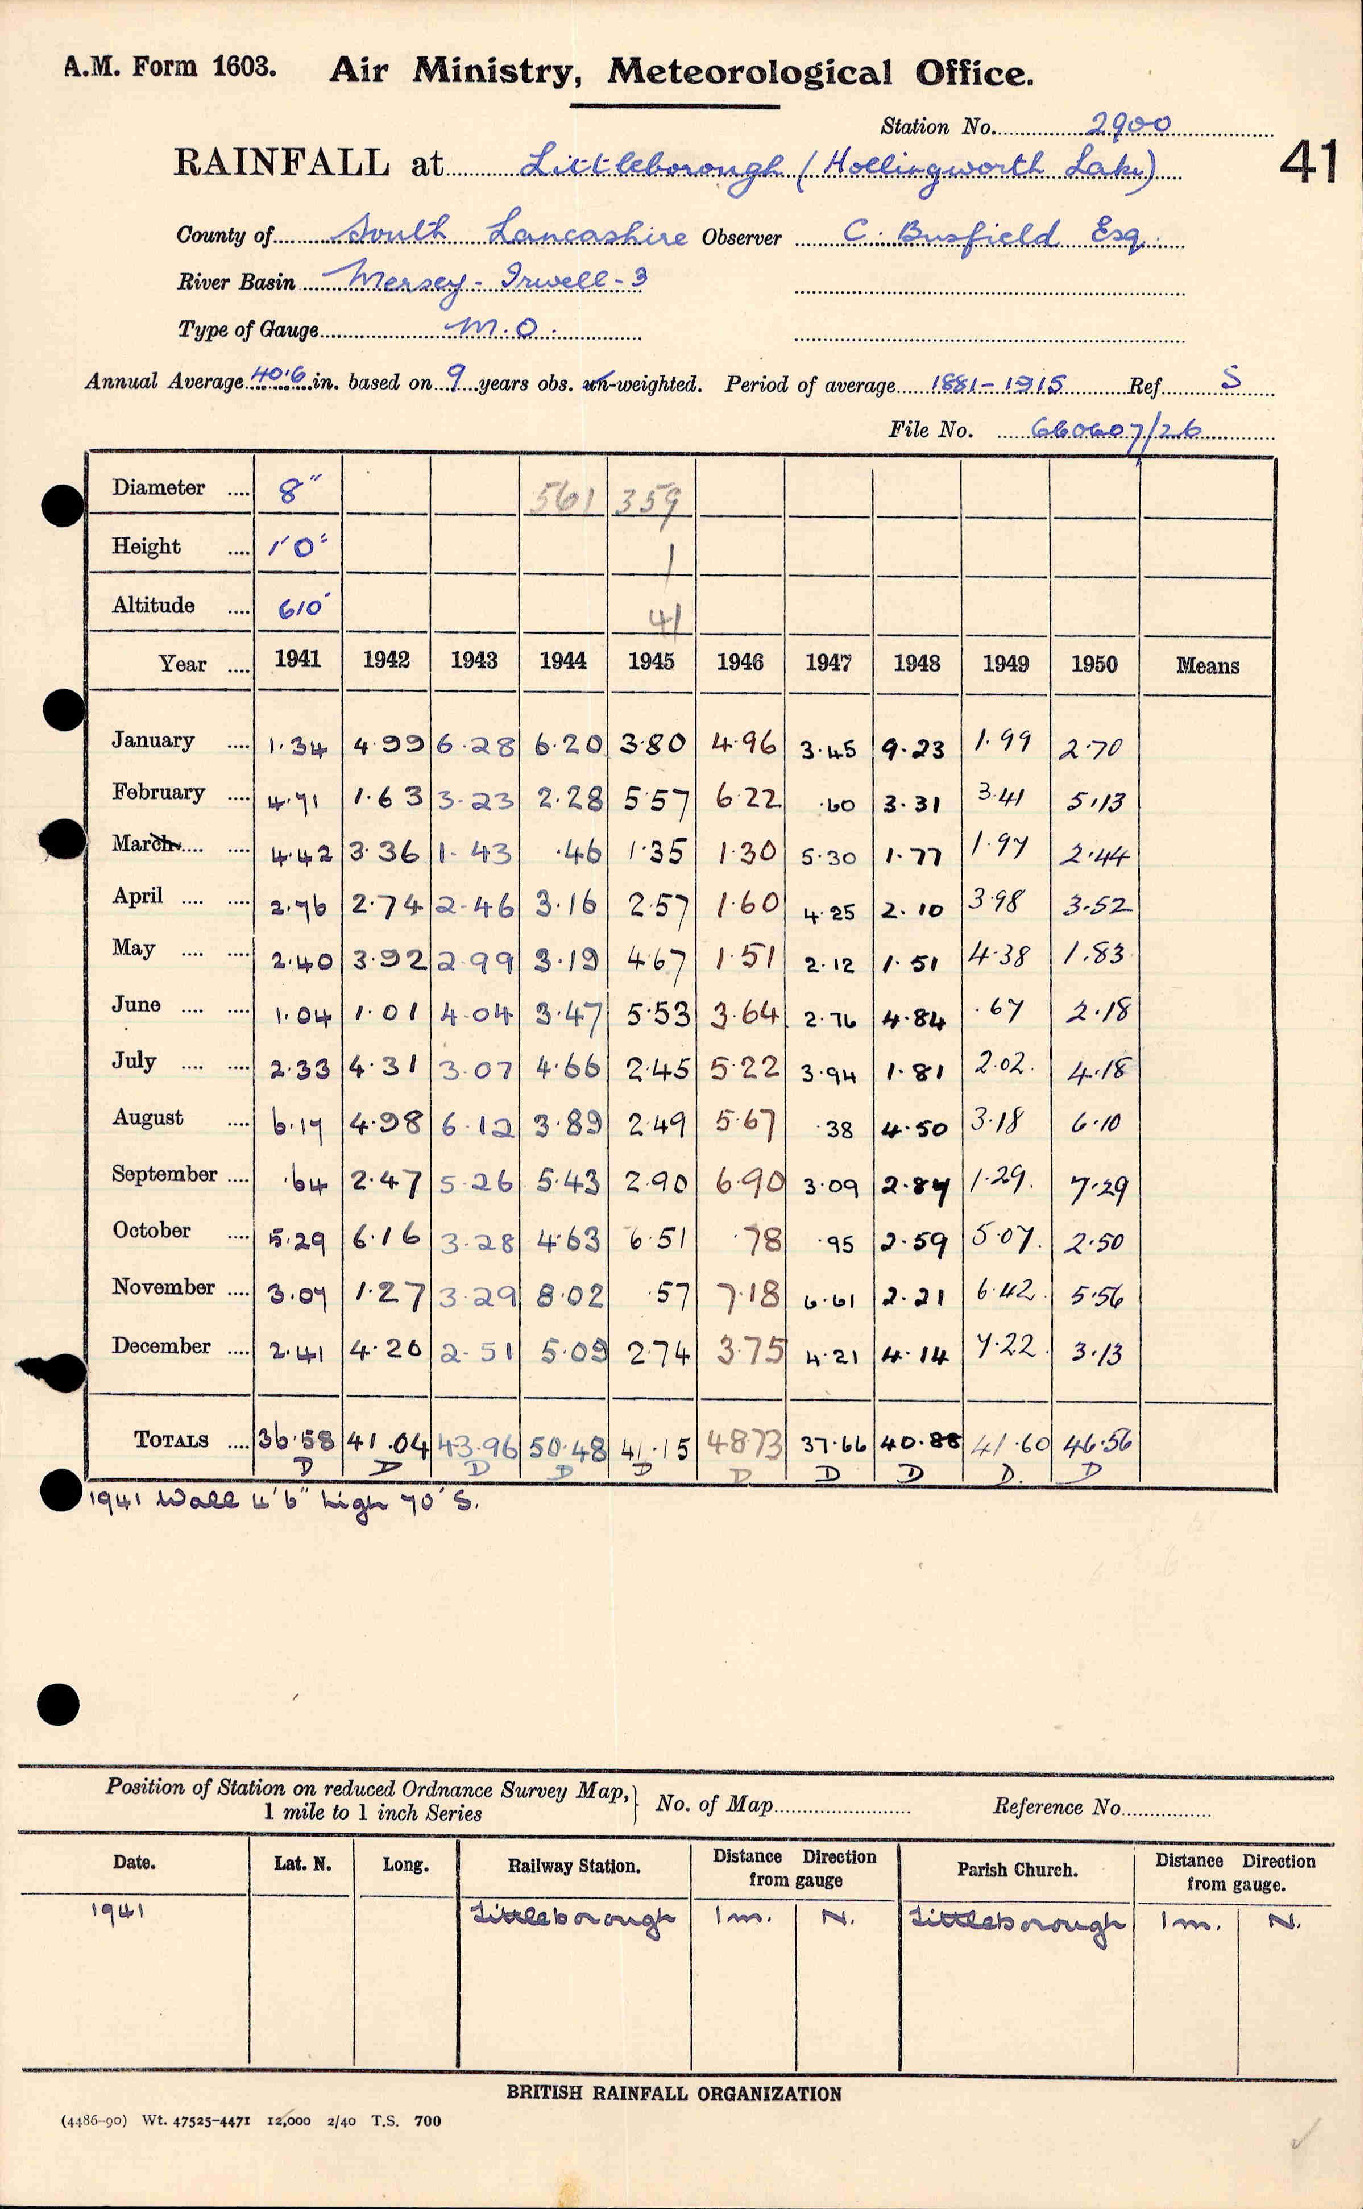 A.M. Form 1603. Air Ministry, Meteorological Office.
Station No. 2900
RAINFALL at Littleborough (Hollingworth Lake) 41
County of South Lancashire Observer C. Busfield Esq.
River Basin Mersey - Irwell - 3
Type of Gauge M.O.
Annual Average 40.6 in. based on 9 years obs. un-weighted. Period of average 1881-1915 Ref. S
File No. 660607/26
Diameter .... 8" 561 359
Height .... 1'0" 1
Altitude .... 610' 41
Year .... 1941 1942 1943 1944 1945 1946 1947 1948 1949 1950 Means
January .... 1.34 4.99 6.28 6.20 3.80 4.96 3.45 9.23 1.99 2.70
February .... 4.71 1.63 3.23 2.28 5.57 6.22 .60 3.31 3.41 5.13
March .... .... 4.42 3.36 1.43 .46 1.35 1.30 5.30 1.77 1.97 2.44
April .... .... 2.76 2.74 2.46 3.16 2.57 1.60 4.25 2.10 3.98 3.52
May .... .... 2.40 3.92 2.99 3.19 4.67 1.51 2.12 1.51 4.38 1.83
June .... .... 1.04 1.01 4.04 3.47 5.53 3.64 2.76 4.84 .67 2.18
July .... .... 2.33 4.31 3.07 4.66 2.45 5.22 3.94 1.81 2.02. 4.18
August .... 6.17 4.98 6.12 3.89 2.49 5.67 .38 4.50 3.18 6.10
September .... .64 2.47 5.26 5.43 2.90 6.90 3.09 2.87 1.29. 7.29
October .... 5.29 6.16 3.28 4.63 6.51 .78 .95 2.59 5.07. 2.50
November .... 3.07 1.27 3.29 8.02 .57 7.18 6.61 2.21 6.42. 5.56
December .... 2.41 4.20 2.51 5.09 2.74 3.75 4.21 4.14 7.22. 3.13
TOTALS .... 36.58 41.04 43.96 50.48 41.15 48.73 37.66 40.88 41.60 46.56
D D D D D D D D D. D
1941 Wall 4'6" high 70' S.
Position of Station on reduced Ordnance Survey Map,
1 mile to 1 inch Series } No. of Map Reference No.
Date. Lat. N. Long. Railway Station. Distance from gauge Direction Parish Church. Distance from gauge. Direction
1941 Littleborough 1m. N. Littleborough 1m. N.
BRITISH RAINFALL ORGANIZATION
(4486-90) Wt. 47525-4471 12,000 2/40 T.S. 700